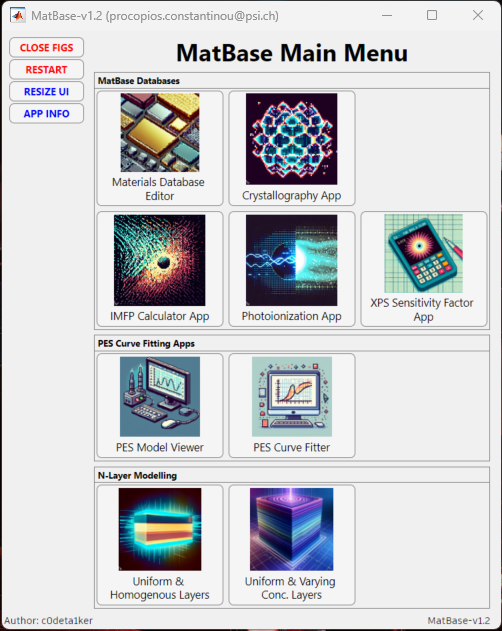 MatBase-v1.2 (procopios.constantinou@psi.ch)
CLOSE FIGS
RESTART
RESIZE UI
APP INFO
MatBase Main Menu
MatBase Databases
Materials Database
Editor
Crystallography App
IMFP Calculator App
Photoionization App
XPS Sensitivity Factor
App
PES Curve Fitting Apps
PES Model Viewer
PES Curve Fitter
N-Layer Modelling
Uniform &
Homogenous Layers
Uniform & Varying
Conc. Layers
Author: c0deta1ker
MatBase-v1.2